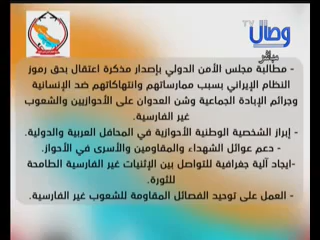 وصال TV
مباشر
- مطالبة مجلس الأمن الدولي بإصدار مذكرة اعتقال بحق رموز
النظام الإيراني بسبب ممارساتهم وانتهاكاتهم ضد الإنسانية
وجرائم الإبادة الجماعية وشن العدوان على الأحوازيين والشعوب
غير الفارسية.
- إبراز الشخصية الوطنية الأحوازية في المحافل العربية والدولية.
- دعم عوائل الشهداء والمقاومين والأسرى في الأحواز.
-ايجاد آلية جغرافية للتواصل بين الإثنيات غير الفارسية الطامحة
للثورة.
- العمل على توحيد الفصائل المقاومة للشعوب غير الفارسية.